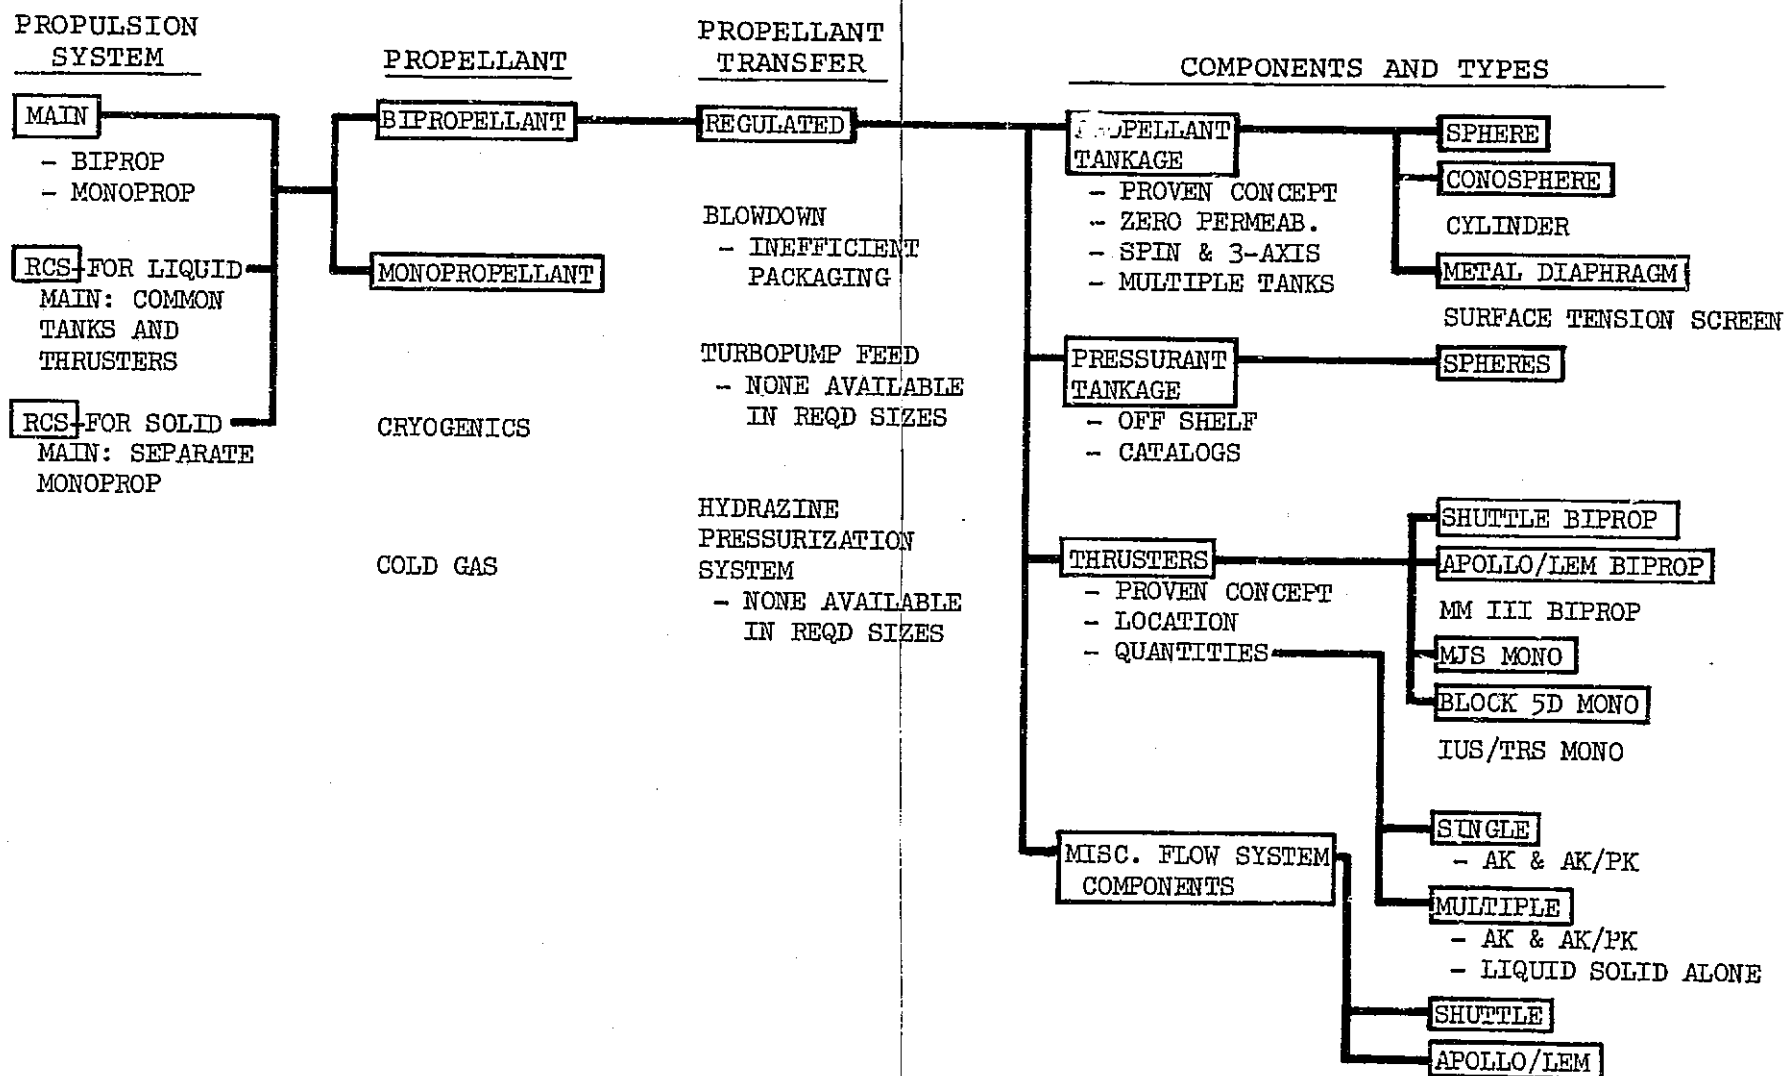 PROPULSION
SYSTEM
PROPELLANT
PROPELLANT
TRANSFER
COMPONENTS AND TYPES
MAIN
- BIPROP
- MONOPROP
RCS-FOR LIQUID
MAIN: COMMON
TANKS AND
THRUSTERS
RCS-FOR SOLID
MAIN: SEPARATE
MONOPROP
BIPROPELLANT
MONOPROPELLANT
CRYOGENICS
COLD GAS
REGULATED
BLOWDOWN
- INEFFICIENT
PACKAGING
TURBOPUMP FEED
- NONE AVAILABLE
IN REQD SIZES
HYDRAZINE
PRESSURIZATION
SYSTEM
- NONE AVAILABLE
IN REQD SIZES
PROPELLANT
TANKAGE
- PROVEN CONCEPT
- ZERO PERMEAB.
- SPIN & 3-AXIS
- MULTIPLE TANKS
PRESSURANT
TANKAGE
- OFF SHELF
- CATALOGS
THRUSTERS
- PROVEN CONCEPT
- LOCATION
- QUANTITIES
MISC. FLOW SYSTEM
COMPONENTS
SPHERE
CONOSPHERE
CYLINDER
METAL DIAPHRAGM
SURFACE TENSION SCREEN
SPHERES
SHUTTLE BIPROP
APOLLO/LEM BIPROP
MM III BIPROP
MJS MONO
BLOCK 5D MONO
IUS/TRS MONO
SINGLE
- AK & AK/PK
MULTIPLE
- AK & AK/PK
- LIQUID SOLID ALONE
SHUTTLE
APOLLO/LEM